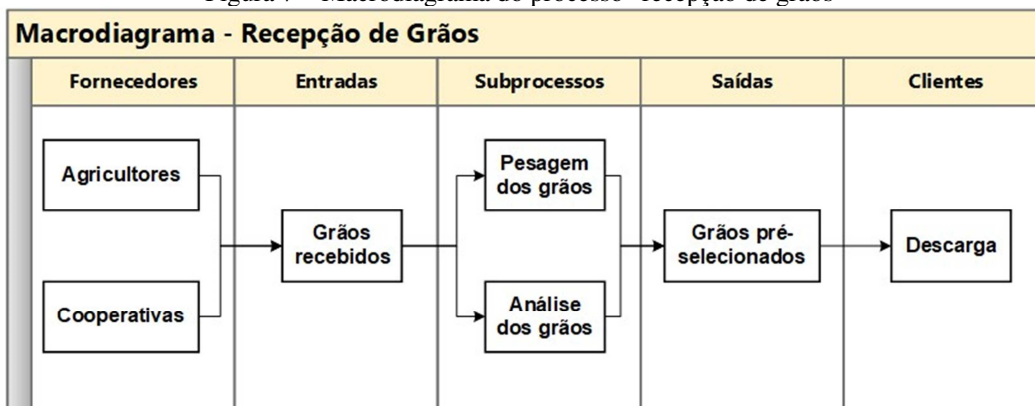 Macrodiagrama - Recepção de Grãos
Fornecedores
Entradas
Subprocessos
Saídas
Clientes
Agricultores
Cooperativas
Grãos
recebidos
Pesagem
dos grãos
Análise
dos grãos
Grãos pré-
selecionados
Descarga